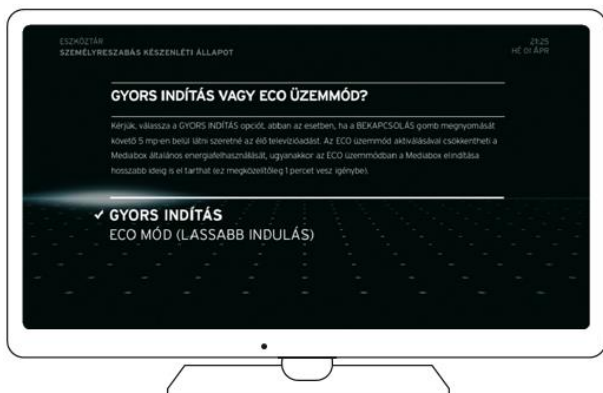 ESZKÖZTÁR
SZEMÉLYRESZABÁS KÉSZENLÉTI ÁLLAPOT
21:25
HÉ 01 ÁPR
GYORS INDÍTÁS VAGY ECO ÜZEMMÓD?
Kérjük, válassza a GYORS INDÍTÁS opciót, abban az esetben, ha a BEKAPCSOLÁS gomb megnyomását
követő 5 mp-en belül látni szeretné az élő televízióadást. Az ECO üzemmód aktiválásával csökkentheti a
Mediabox általános energiafelhasználását, ugyanakkor az ECO üzemmódban a Mediabox elindítása
hosszabb ideig is el tarthat (ez megközelítőleg 1 percet vesz igénybe).
GYORS INDÍTÁS
ECO MÓD (LASSABB INDULÁS)